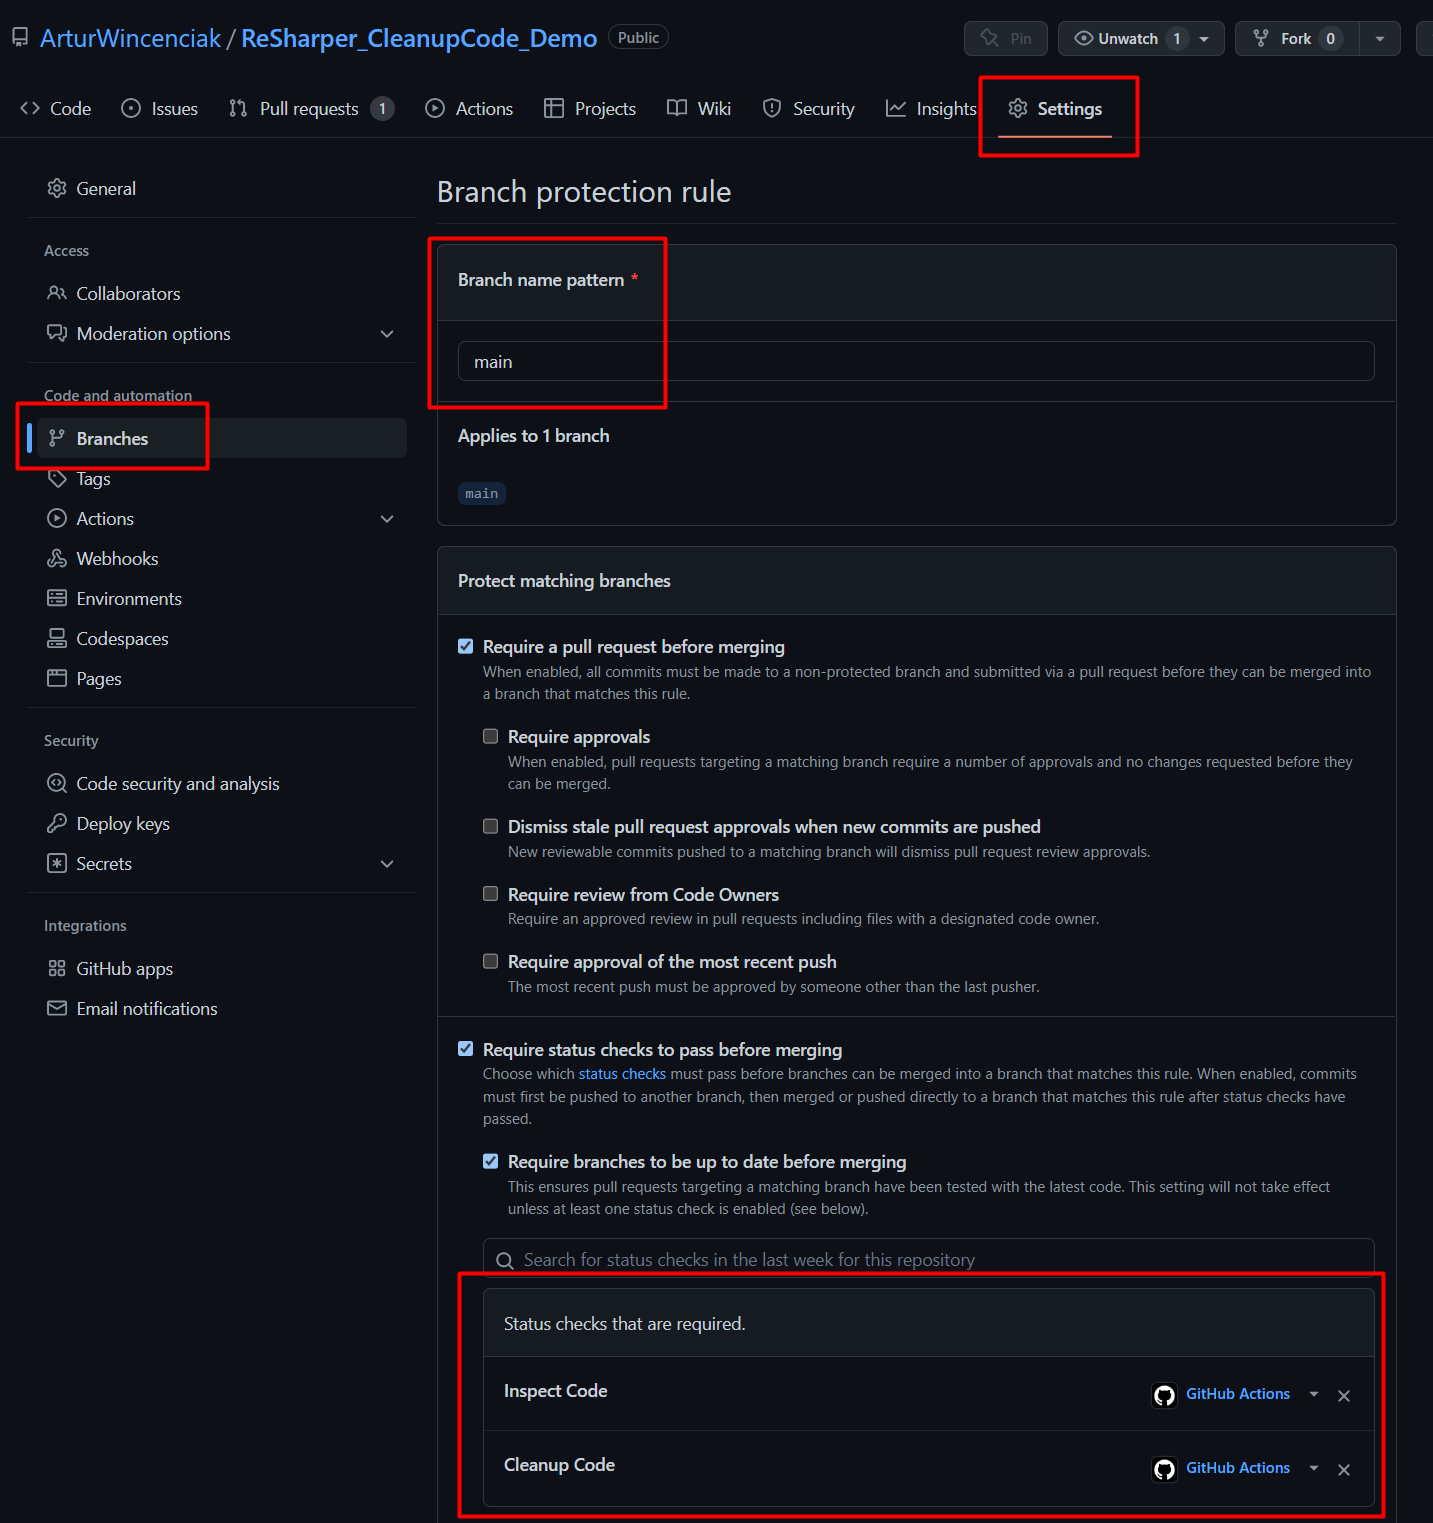 ArturWincenciak / ReSharper_CleanupCode_Demo Public Pin Unwatch 1 Fork 0
Code Issues Pull requests 1 Actions Projects Wiki Security Insights Settings
General
Access
Collaborators
Moderation options
Code and automation
Branches
Tags
Actions
Webhooks
Environments
Codespaces
Pages
Security
Code security and analysis
Deploy keys
Secrets
Integrations
GitHub apps
Email notifications
Branch protection rule
Branch name pattern *
main
Applies to 1 branch
main
Protect matching branches
Require a pull request before merging
When enabled, all commits must be made to a non-protected branch and submitted via a pull request before they can be merged into
a branch that matches this rule.
Require approvals
When enabled, pull requests targeting a matching branch require a number of approvals and no changes requested before they
can be merged.
Dismiss stale pull request approvals when new commits are pushed
New reviewable commits pushed to a matching branch will dismiss pull request review approvals.
Require review from Code Owners
Require an approved review in pull requests including files with a designated code owner.
Require approval of the most recent push
The most recent push must be approved by someone other than the last pusher.
Require status checks to pass before merging
Choose which status checks must pass before branches can be merged into a branch that matches this rule. When enabled, commits
must first be pushed to another branch, then merged or pushed directly to a branch that matches this rule after status checks have
passed.
Require branches to be up to date before merging
This ensures pull requests targeting a matching branch have been tested with the latest code. This setting will not take effect
unless at least one status check is enabled (see below).
Search for status checks in the last week for this repository
Status checks that are required.
Inspect Code GitHub Actions
Cleanup Code GitHub Actions